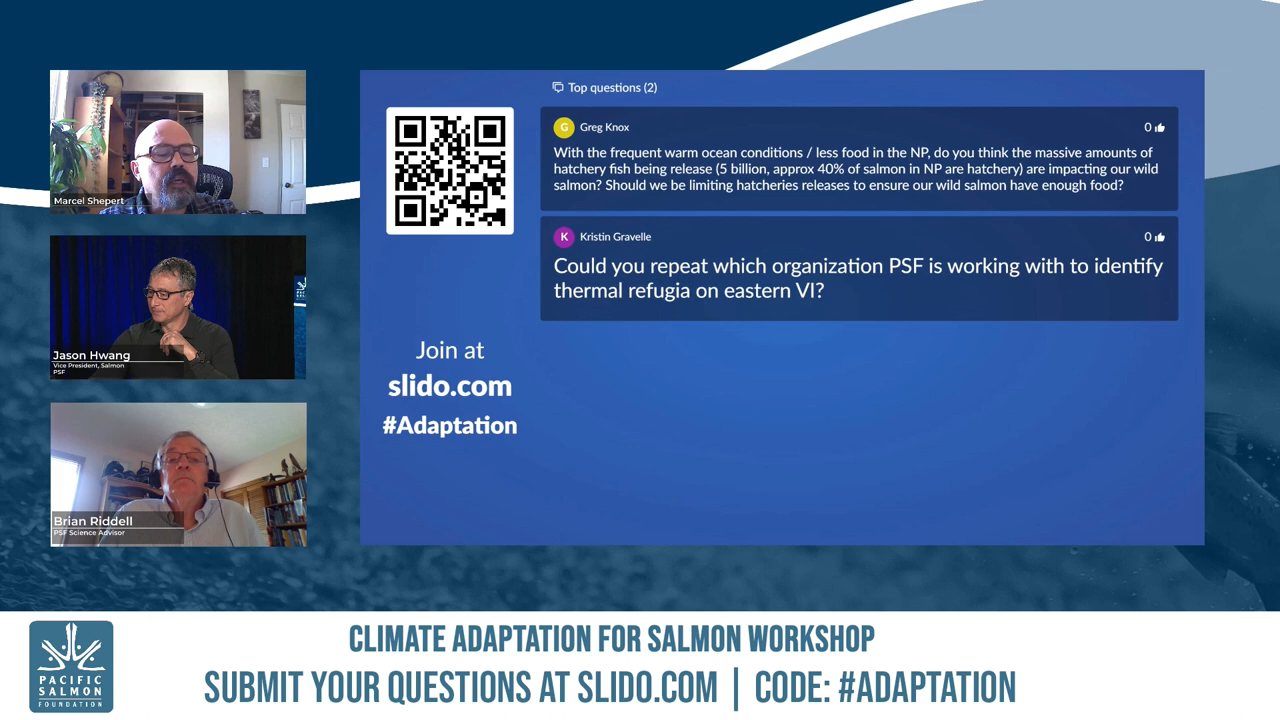 Marcel Shepert
Jason Hwang
Vice President, Salmon
PSF
Brian Riddell
PSF Science Advisor
Top questions (2)
G Greg Knox 0
With the frequent warm ocean conditions / less food in the NP, do you think the massive amounts of
hatchery fish being release (5 billion, approx 40% of salmon in NP are hatchery) are impacting our wild
salmon? Should we be limiting hatcheries releases to ensure our wild salmon have enough food?
K Kristin Gravelle 0
Could you repeat which organization PSF is working with to identify
thermal refugia on eastern VI?
Join at
slido.com
#Adaptation
PACIFIC
SALMON
FOUNDATION
CLIMATE ADAPTATION FOR SALMON WORKSHOP
SUBMIT YOUR QUESTIONS AT SLIDO.COM | CODE: #ADAPTATION